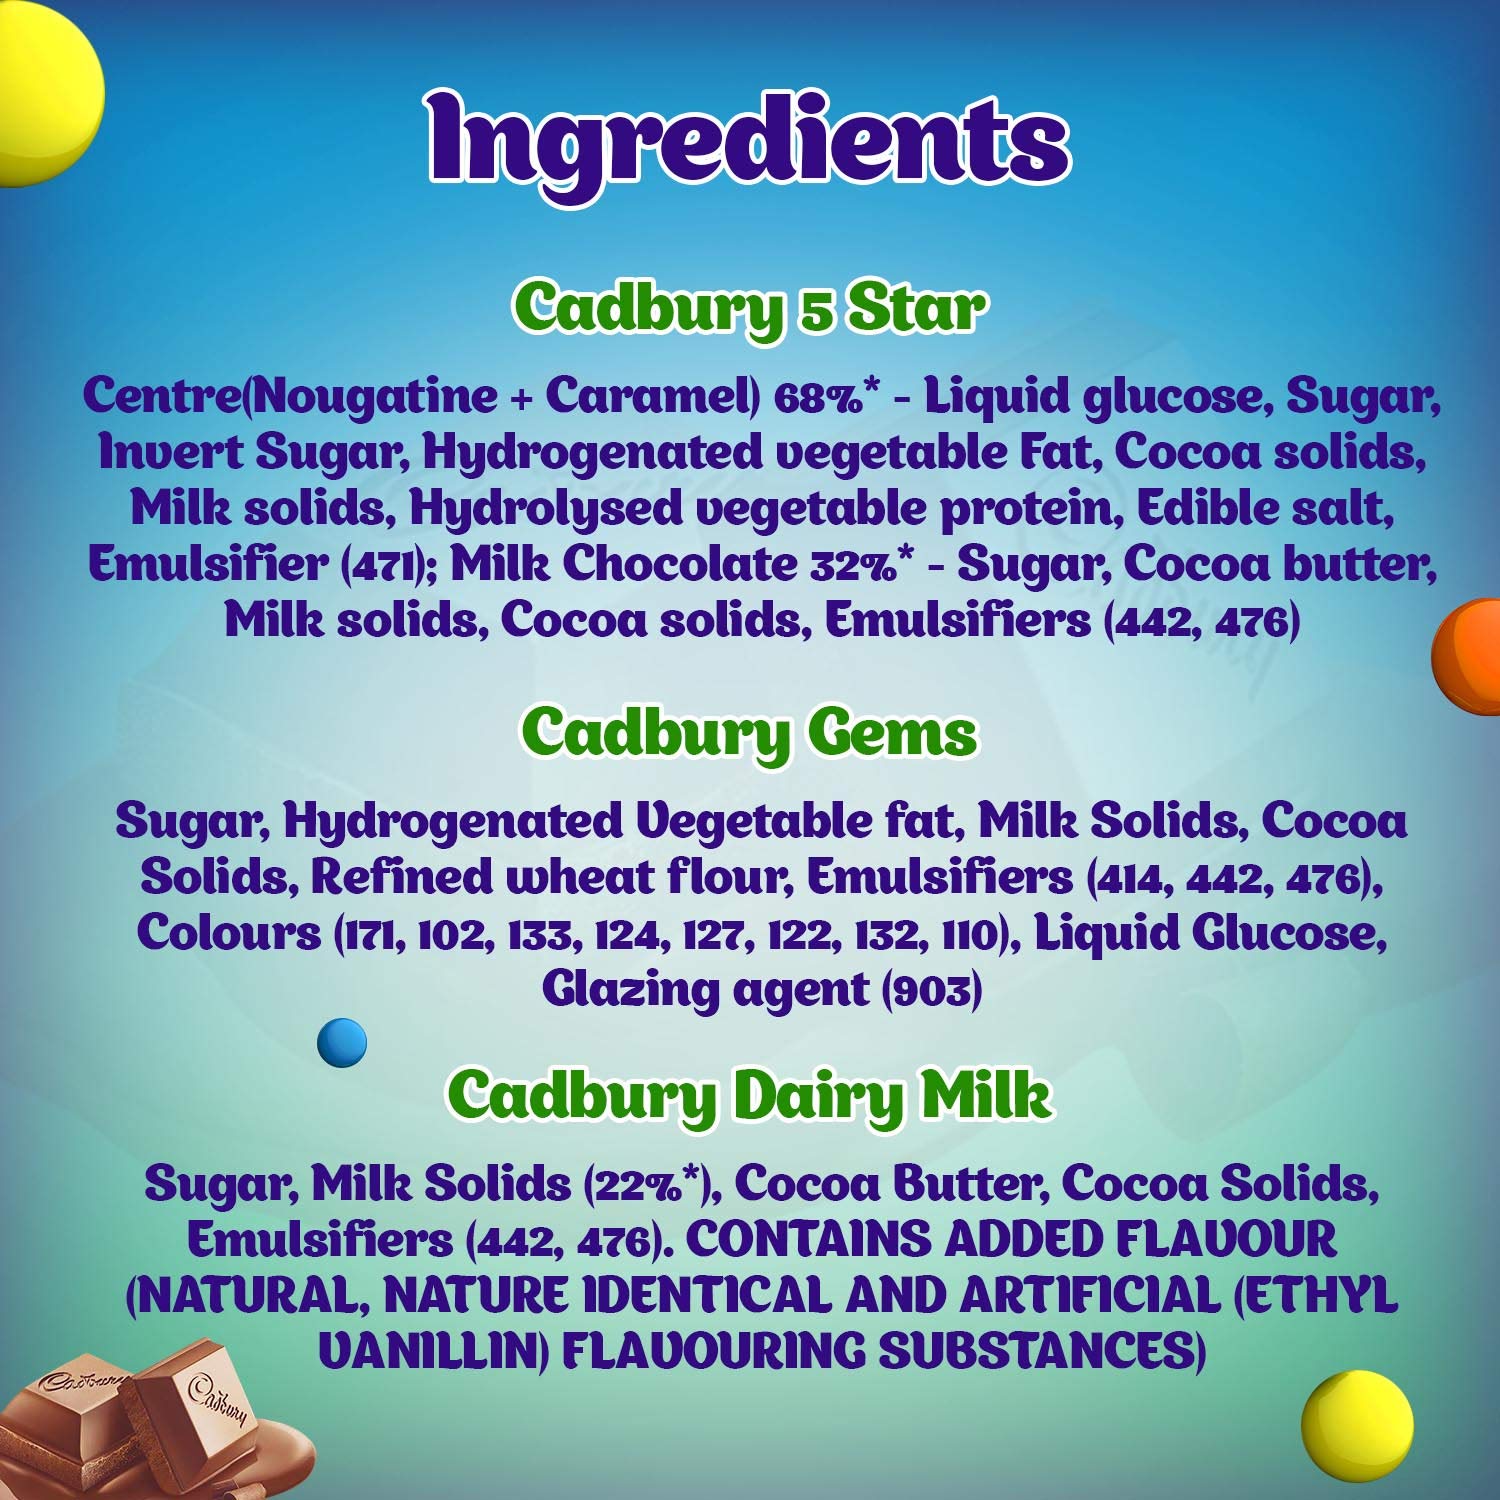 Ingredients
Cadbury 5 Star
Centre(Nougatine + Caramel) 68%* - Liquid glucose, Sugar,
Invert Sugar, Hydrogenated vegetable Fat, Cocoa solids,
Milk solids, Hydrolysed vegetable protein, Edible salt,
Emulsifier (471); Milk Chocolate 32%* - Sugar, Cocoa butter,
Milk solids, Cocoa solids, Emulsifiers (442, 476)
Cadbury Gems
Sugar, Hydrogenated Vegetable fat, Milk Solids, Cocoa
Solids, Refined wheat flour, Emulsifiers (414, 442, 476),
Colours (171, 102, 133, 124, 127, 122, 132, 110), Liquid Glucose,
Glazing agent (903)
Cadbury Dairy Milk
Sugar, Milk Solids (22%*), Cocoa Butter, Cocoa Solids,
Emulsifiers (442, 476). CONTAINS ADDED FLAVOUR
(NATURAL, NATURE IDENTICAL AND ARTIFICIAL (ETHYL
VANILLIN) FLAVOURING SUBSTANCES)
Cadbury
Cadbury